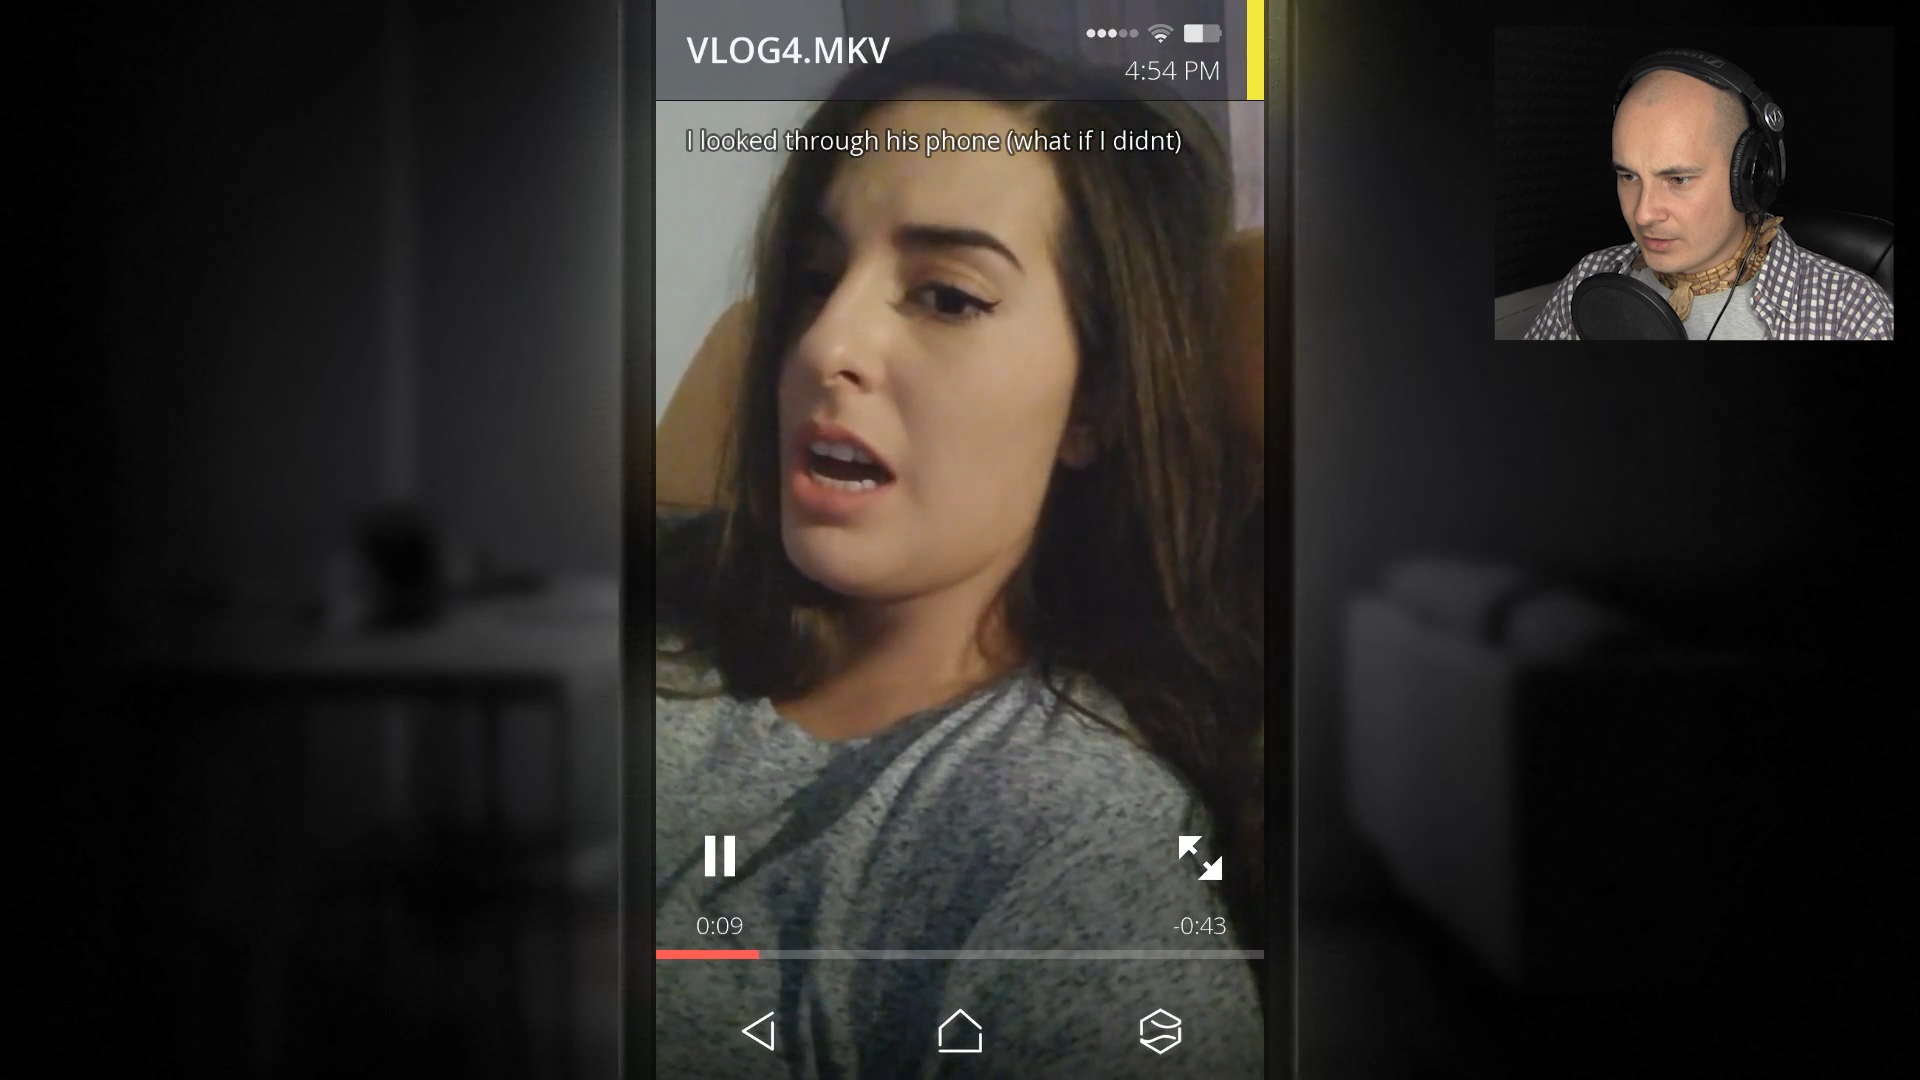 VLOG4.MKV
4:54 PM
I looked through his phone (what if I didnt)
0:09
-0:43